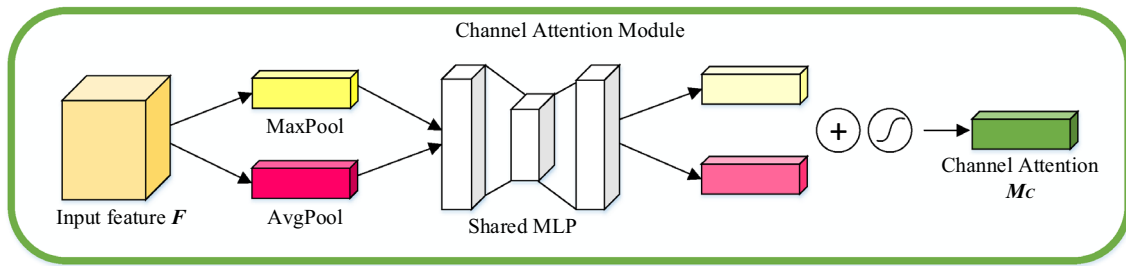 Channel Attention Module
MaxPool
Input feature F
AvgPool
Shared MLP
+
Channel Attention
Mc